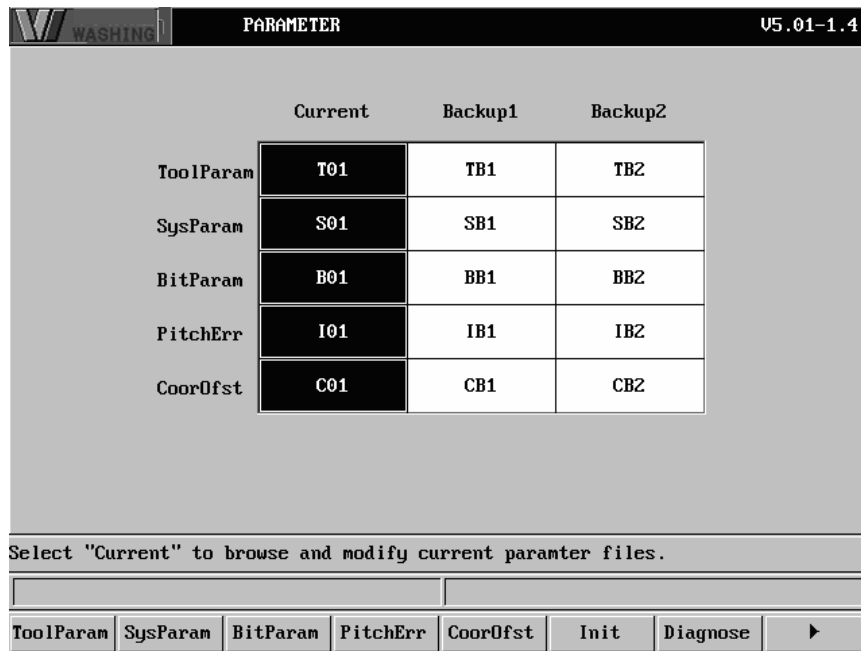 WASHING PARAMETER V5.01-1.4
Current Backup1 Backup2
ToolParam T01 TB1 TB2
SysParam S01 SB1 SB2
BitParam B01 BB1 BB2
PitchErr I01 IB1 IB2
CoorOfst C01 CB1 CB2
Select "Current" to browse and modify current paramter files.
ToolParam SysParam BitParam PitchErr CoorOfst Init Diagnose